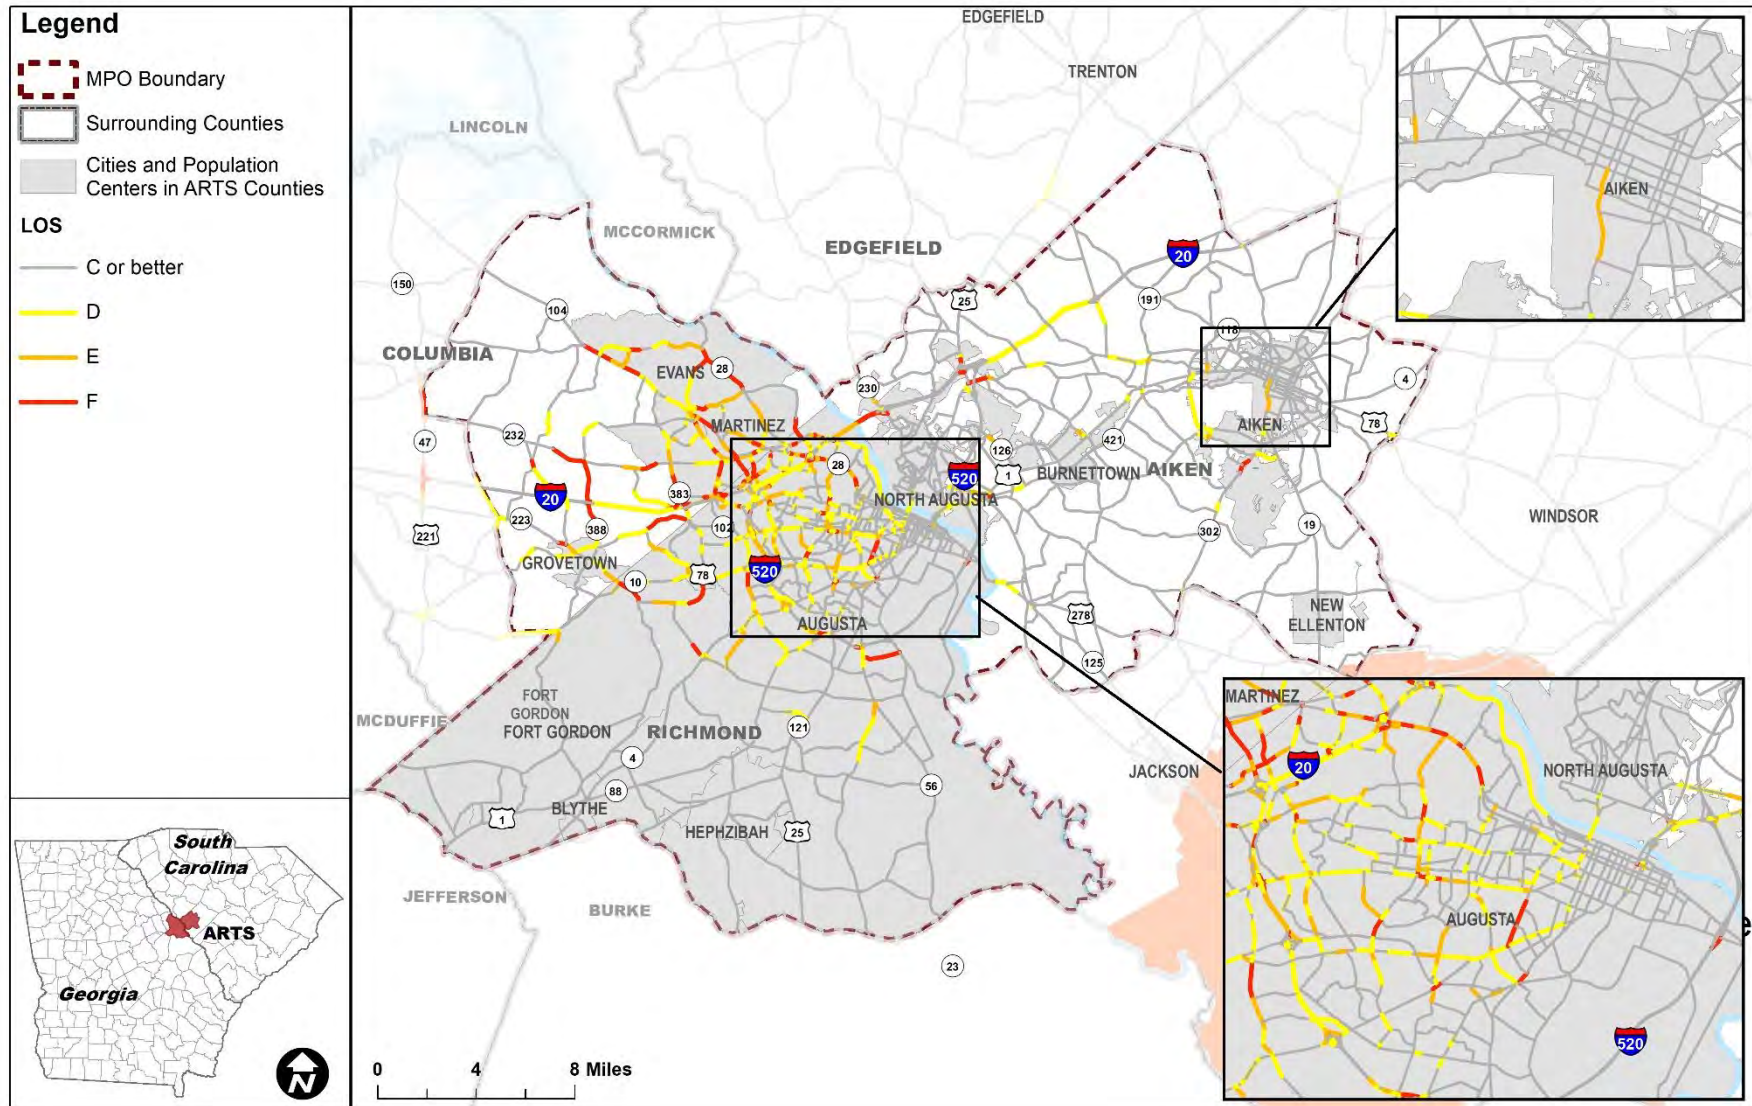 Legend
MPO Boundary
Surrounding Counties
Cities and Population
Centers in ARTS Counties
LOS
C or better
D
E
F
South
Carolina
ARTS
Georgia
N
0 4 8 Miles
EDGEFIELD
TRENTON
LINCOLN
MCCORMICK
EDGEFIELD
20
150
25
191
104
118
COLUMBIA
EVANS
28
230
4
MARTINEZ
AIKEN
78
232
47
28
126
421
BURNETTOWN
AIKEN
520
1
383
20
NORTH AUGUSTA
223
388
102
221
302
19
WINDSOR
GROVETOWN
10
78
520
AUGUSTA
278
NEW
ELLENTON
125
FORT
GORDON
FORT GORDON
MCDUFFIE
RICHMOND
121
4
JACKSON
88
56
BLYTHE
1
HEPHZIBAH
25
JEFFERSON
BURKE
23
AIKEN
MARTINEZ
20
NORTH AUGUSTA
AUGUSTA
520
e